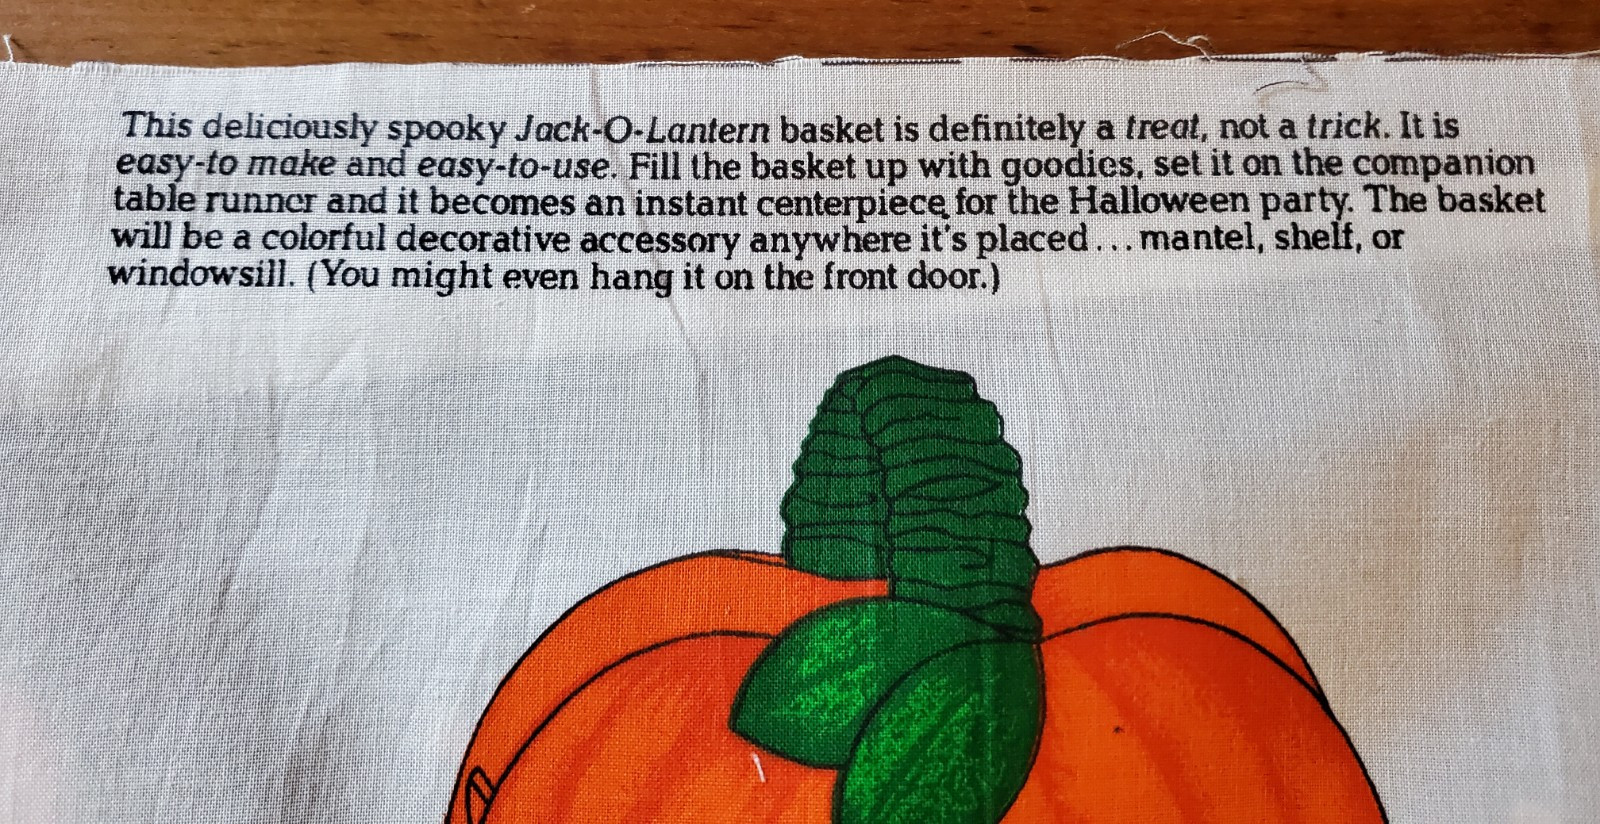 This deliciously spooky Jack-O-Lantern basket is definitely a treat, not a trick. It is
easy-to make and easy-to-use. Fill the basket up with goodies, set it on the companion
table runner and it becomes an instant centerpiece for the Halloween party. The basket
will be a colorful decorative accessory anywhere it's placed...mantel, shelf, or
windowsill. (You might even hang it on the front door.)